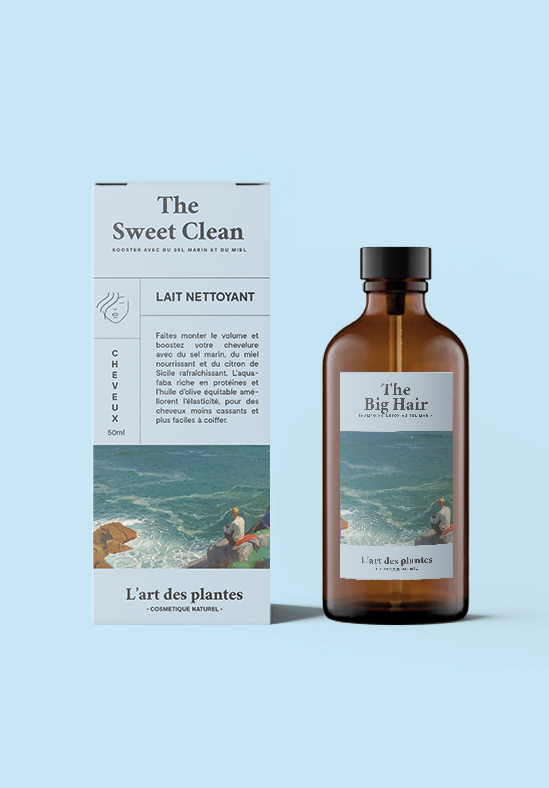 The
Sweet Clean
BOOSTER AVEC DU SEL MARIN ET DU MIEL
LAIT NETTOYANT
CHEVEUX
50ml
Faites monter le volume et
boostez votre chevelure
avec du sel marin, du miel
nourrissant et du citron de
Sicile rafraîchissant. L'aqua-
faba riche en protéines et
l'huile d'olive équitable amé-
liorent l'élasticité, pour des
cheveux moins cassants et
plus faciles à coiffer.
L'art des plantes
- COSMETIQUE NATUREL -
The
Big Hair
L'art des plantes
- COSMETIQUE NATUREL -